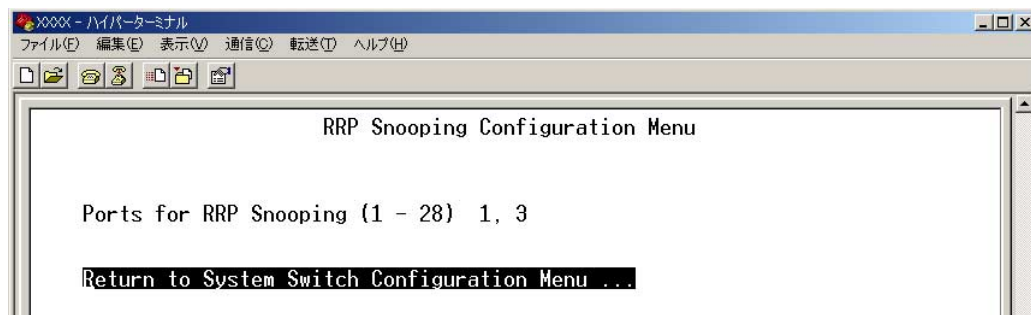 XXXX - ハイパーターミナル
ファイル(F) 編集(E) 表示(V) 通信(C) 転送(T) ヘルプ(H)
RRP Snooping Configuration Menu
Ports for RRP Snooping (1 - 28) 1, 3
Return to System Switch Configuration Menu ...